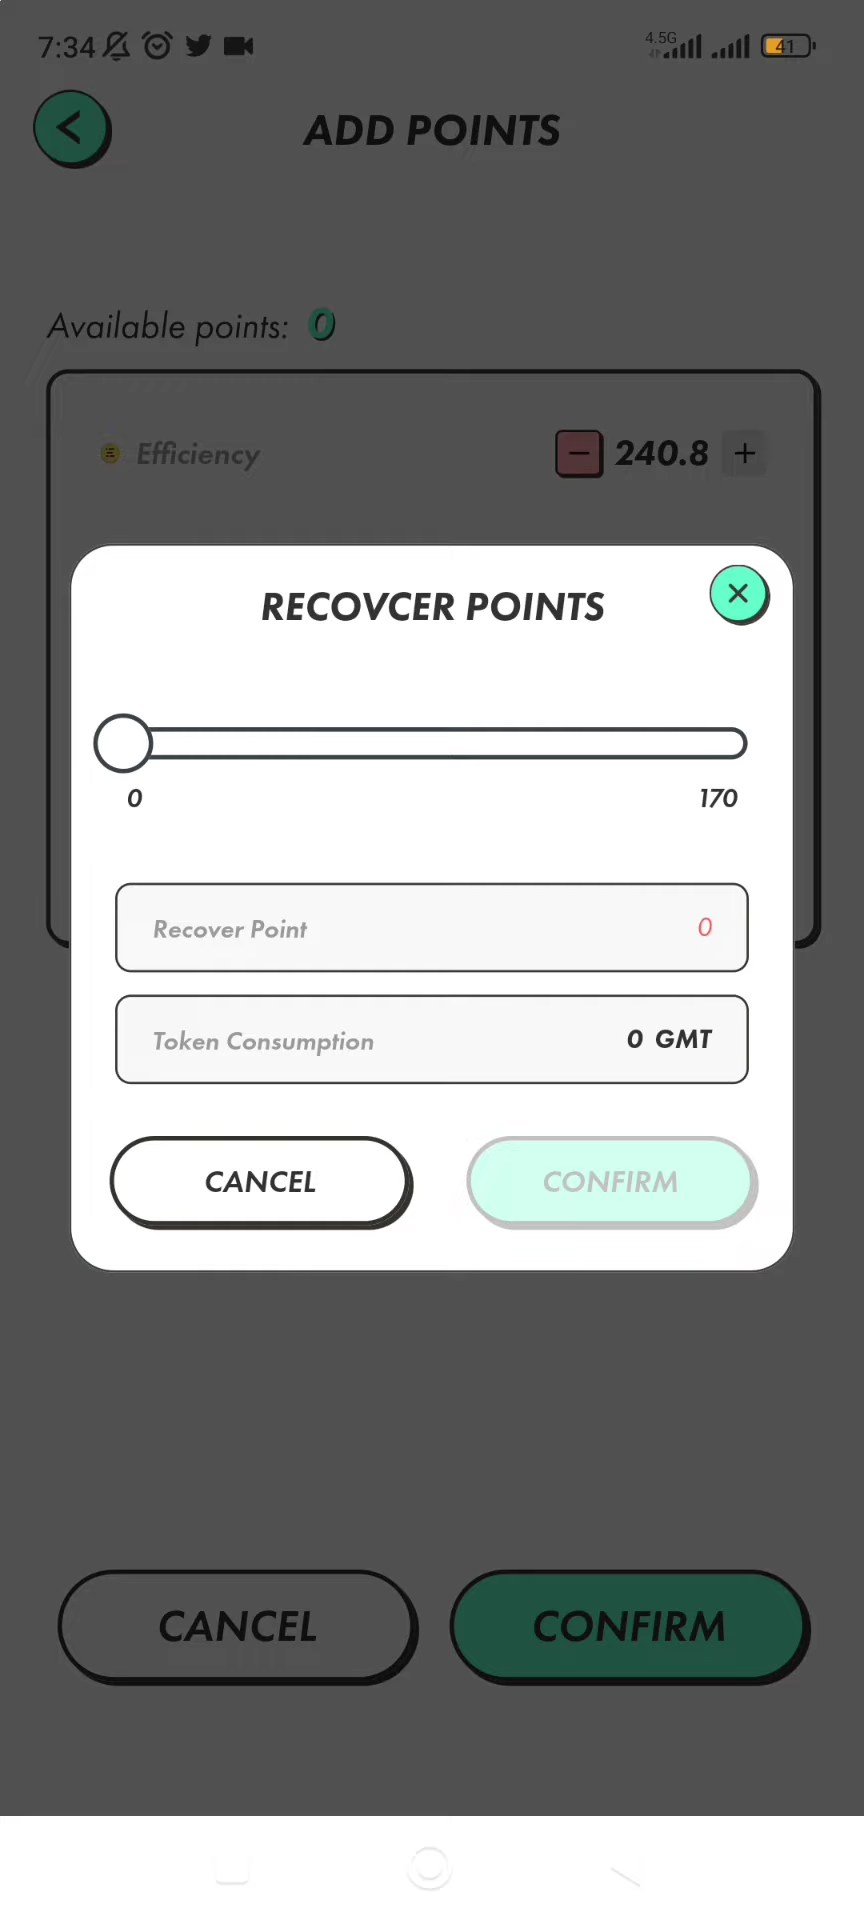 7:34 4.5G 41
ADD POINTS
Available points: 0
Efficiency − 240.8 +
RECOVCER POINTS
0 170
Recover Point 0
Token Consumption 0 GMT
CANCEL CONFIRM
CANCEL CONFIRM